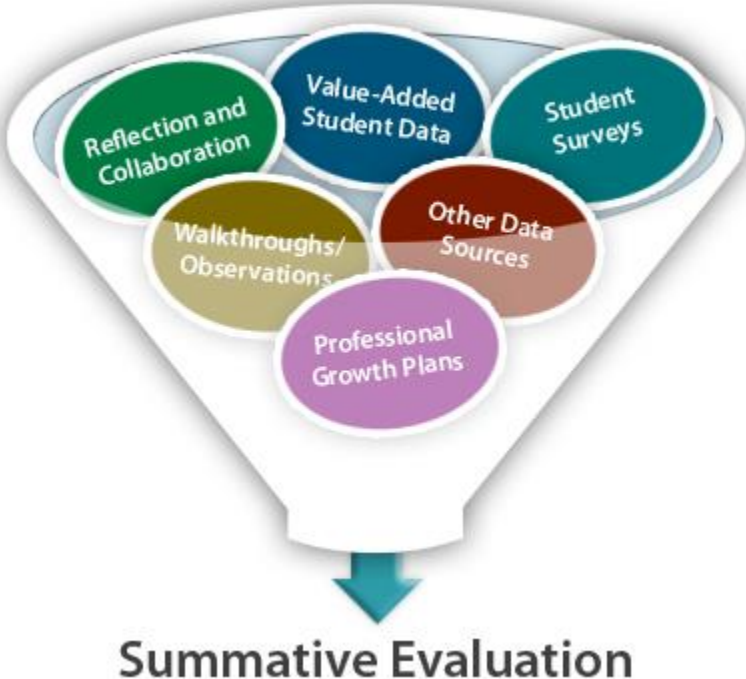 Reflection and
Collaboration
Value-Added
Student Data
Student
Surveys
Walkthroughs/
Observations
Other Data
Sources
Professional
Growth Plans
Summative Evaluation